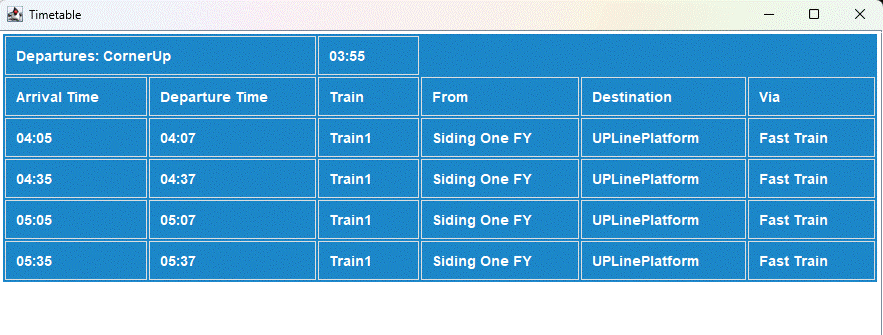 Timetable
Departures: CornerUp 03:55
Arrival Time Departure Time Train From Destination Via
04:05 04:07 Train1 Siding One FY UPLinePlatform Fast Train
04:35 04:37 Train1 Siding One FY UPLinePlatform Fast Train
05:05 05:07 Train1 Siding One FY UPLinePlatform Fast Train
05:35 05:37 Train1 Siding One FY UPLinePlatform Fast Train